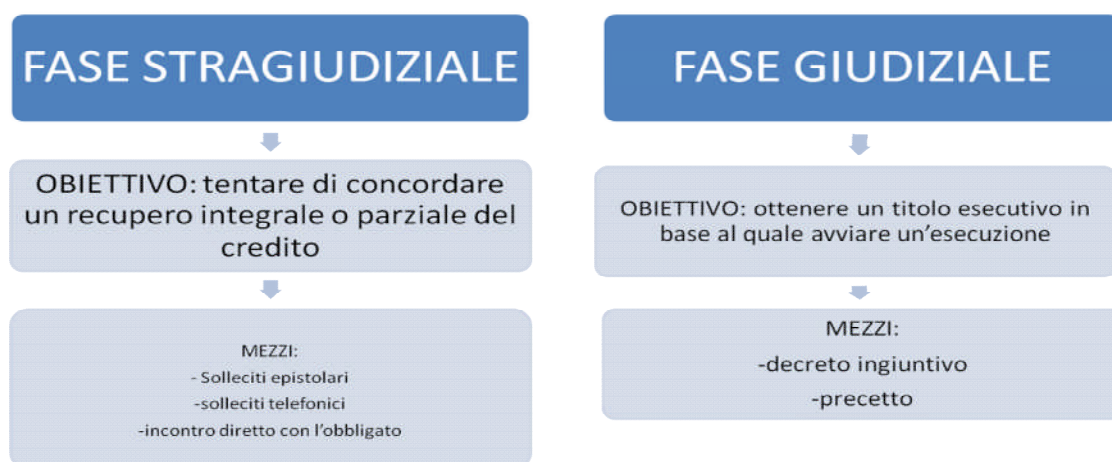 FASE STRAGIUDIZIALE
OBIETTIVO: tentare di concordare
un recupero integrale o parziale del
credito
MEZZI:
- Solleciti epistolari
-solleciti telefonici
-incontro diretto con l'obbligato
FASE GIUDIZIALE
OBIETTIVO: ottenere un titolo esecutivo in
base al quale avviare un'esecuzione
MEZZI:
-decreto ingiuntivo
-precetto